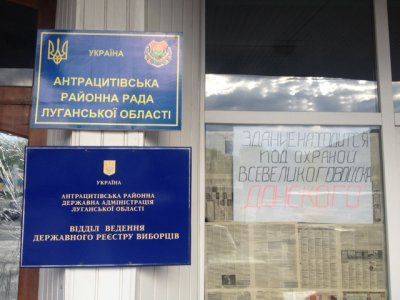 УКРАЇНА
АНТРАЦИТІВСЬКА
РАЙОННА РАДА
ЛУГАНСЬКОЇ ОБЛАСТІ
УКРАЇНА
АНТРАЦИТІВСЬКА РАЙОННА
ДЕРЖАВНА АДМІНІСТРАЦІЯ
ЛУГАНСЬКОЇ ОБЛАСТІ
ВІДДІЛ ВЕДЕННЯ
ДЕРЖАВНОГО РЕЄСТРУ ВИБОРЦІВ
ЗДАНИЕ НАХОДИТСЯ
ПОД ОХРАНОЙ
ВСЕВЕЛИКОГО ВОЙСКА
ДОНСКОГО